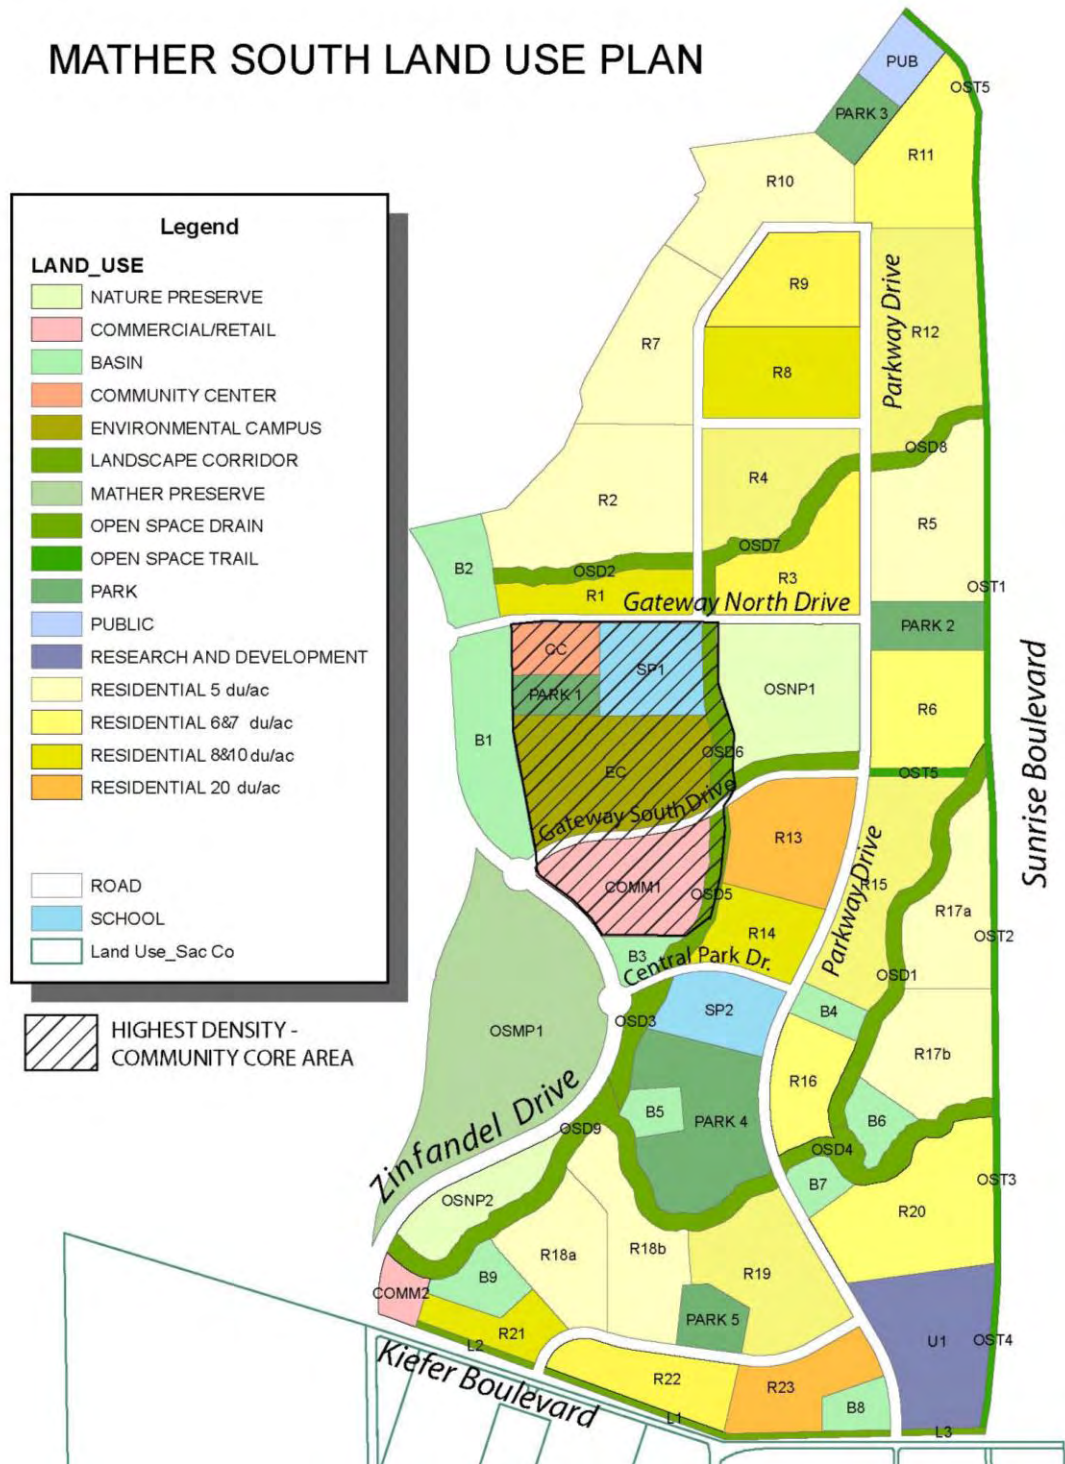 MATHER SOUTH LAND USE PLAN
PUB
OST5
PARK 3
R11
R10
Legend
LAND_USE
NATURE PRESERVE
COMMERCIAL/RETAIL
BASIN
COMMUNITY CENTER
ENVIRONMENTAL CAMPUS
LANDSCAPE CORRIDOR
MATHER PRESERVE
OPEN SPACE DRAIN
OPEN SPACE TRAIL
PARK
PUBLIC
RESEARCH AND DEVELOPMENT
RESIDENTIAL 5 du/ac
RESIDENTIAL 6&7 du/ac
RESIDENTIAL 8&10 du/ac
RESIDENTIAL 20 du/ac
ROAD
SCHOOL
Land Use_Sac Co
HIGHEST DENSITY -
COMMUNITY CORE AREA
R9
Parkway Drive
R12
R7
R8
OSD8
R4
R2
R5
OSD7
B2
OSD2
R3
R1
OST1
Gateway North Drive
PARK 2
CC
SP1
PARK 1
OSNP1
R6
Sunrise Boulevard
B1
OSD6
EC
OST5
Gateway South Drive
R13
Parkway Drive
R15
COMM1
OSD5
R17a
R14
OST2
B3
Central Park Dr.
OSD1
SP2
B4
OSD3
OSMP1
R17b
R16
Zinfandel Drive
B5
PARK 4
B6
OSD9
OSD4
B7
OST3
OSNP2
R20
R18a
R18b
R19
B9
COMM2
PARK 5
R21
U1
OST4
L2
Kiefer Boulevard
R22
R23
B8
L1
L3